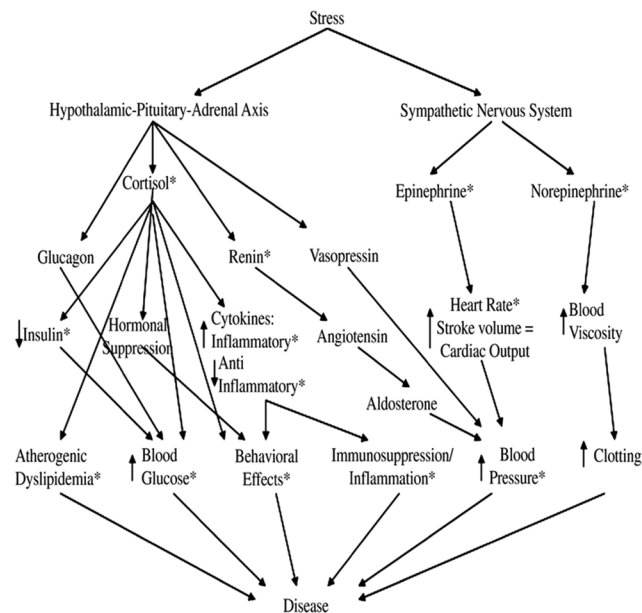 Stress
Hypothalamic-Pituitary-Adrenal Axis
Sympathetic Nervous System
Cortisol*
Epinephrine*
Norepinephrine*
Glucagon
Renin*
Vasopressin
Insulin*
Hormonal
Suppression
Cytokines:
Inflammatory*
Anti
Inflammatory*
Angiotensin
Heart Rate*
Stroke volume =
Cardiac Output
Blood
Viscosity
Aldosterone
Atherogenic
Dyslipidemia*
Blood
Glucose*
Behavioral
Effects*
Immunosuppression/
Inflammation*
Blood
Pressure*
Clotting
Disease